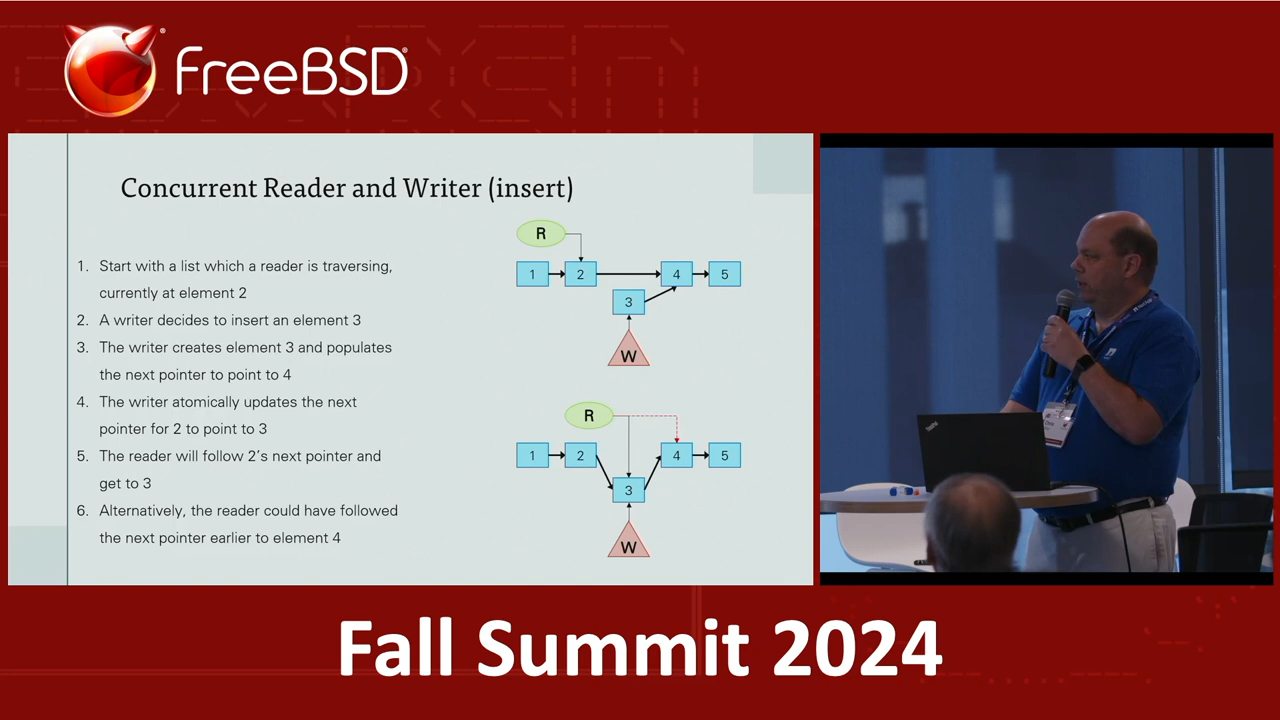 FreeBSD®
Concurrent Reader and Writer (insert)
1. Start with a list which a reader is traversing,
currently at element 2
2. A writer decides to insert an element 3
3. The writer creates element 3 and populates
the next pointer to point to 4
4. The writer atomically updates the next
pointer for 2 to point to 3
5. The reader will follow 2's next pointer and
get to 3
6. Alternatively, the reader could have followed
the next pointer earlier to element 4
R
1 2 4 5
3
W
R
1 2 4 5
3
W
ThinkPad
Fall Summit 2024